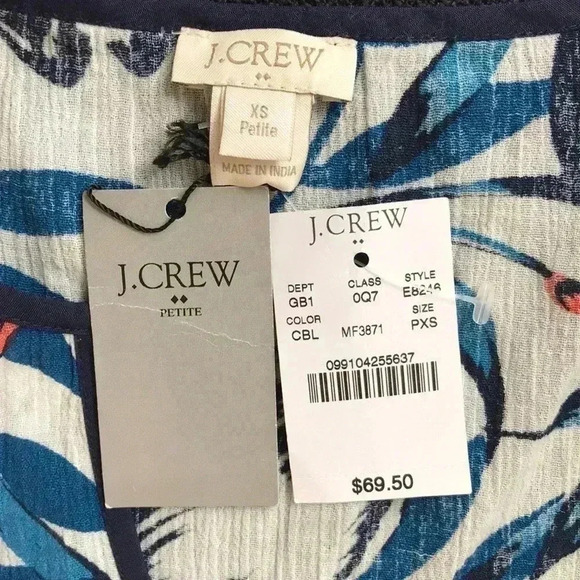 J.CREW
XS
Petite
MADE IN INDIA
J.CREW
PETITE
J.CREW
DEPT CLASS STYLE
GB1 0Q7 E8246
COLOR SIZE
CBL MF3871 PXS
099104255637
$69.50